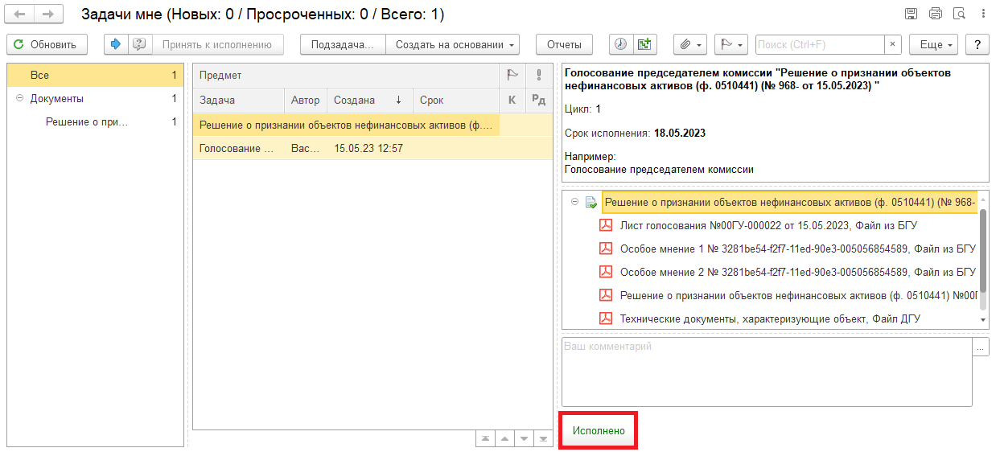 Задачи мне (Новых: 0 / Просроченных: 0 / Всего: 1)
Обновить
Принять к исполнению
Подзадача...
Создать на основании
Отчеты
Поиск (Ctrl+F)
×
Еще
?
Все 1
Документы 1
Решение о при... 1
Предмет
Задача Автор Создана ↓ Срок К Рд
Решение о признании объектов нефинансовых активов (ф....
Голосование ... Вас... 15.05.23 12:57
Голосование председателем комиссии "Решение о признании объектов
нефинансовых активов (ф. 0510441) (№ 968- от 15.05.2023) "
Цикл: 1
Срок исполнения: 18.05.2023
Например:
Голосование председателем комиссии
Решение о признании объектов нефинансовых активов (ф. 0510441) (№ 968-
Лист голосования №00ГУ-000022 от 15.05.2023, Файл из БГУ
Особое мнение 1 № 3281be54-f2f7-11ed-90e3-005056854589, Файл из БГУ
Особое мнение 2 № 3281be54-f2f7-11ed-90e3-005056854589, Файл из БГУ
Решение о признании объектов нефинансовых активов (ф. 0510441) №00Г
Технические документы, характеризующие объект, Файл ДГУ
Ваш комментарий
...
Исполнено